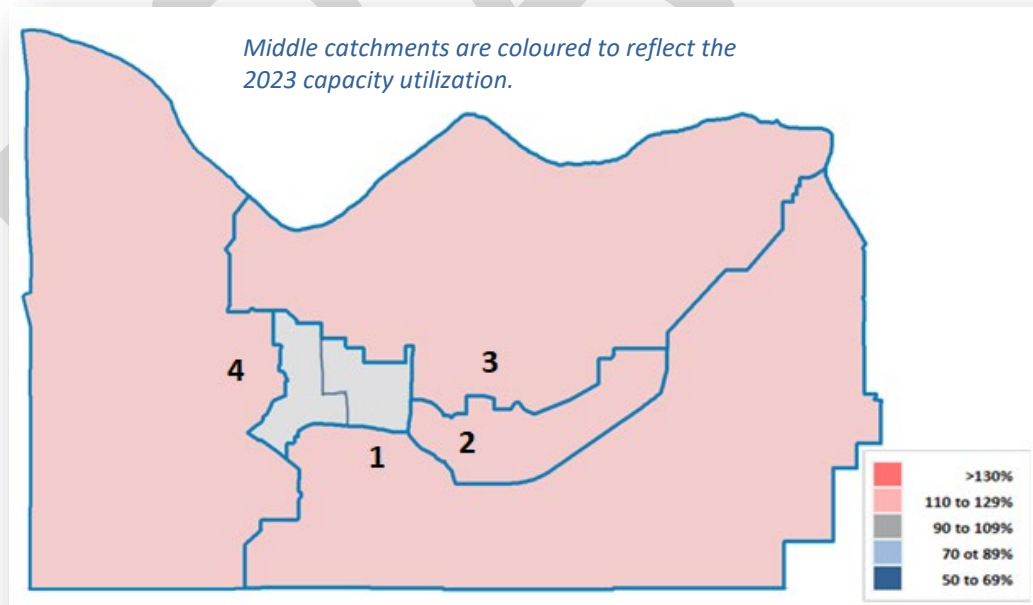 Middle catchments are coloured to reflect the
2023 capacity utilization.
3
4
2
1
>130%
110 to 129%
90 to 109%
70 ot 89%
50 to 69%